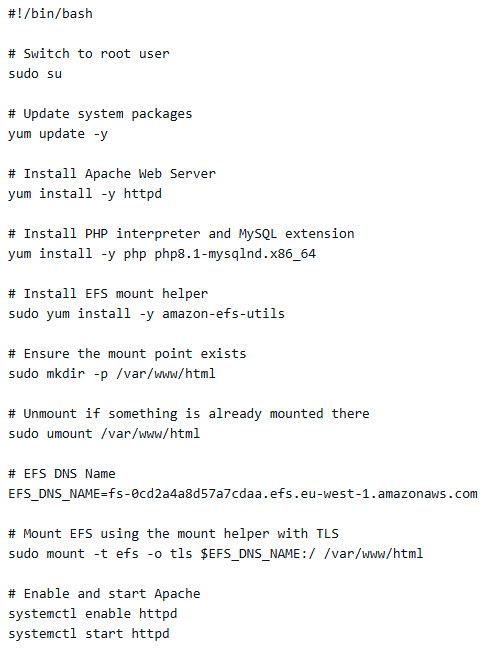 #!/bin/bash
# Switch to root user
sudo su
# Update system packages
yum update -y
# Install Apache Web Server
yum install -y httpd
# Install PHP interpreter and MySQL extension
yum install -y php php8.1-mysqlnd.x86_64
# Install EFS mount helper
sudo yum install -y amazon-efs-utils
# Ensure the mount point exists
sudo mkdir -p /var/www/html
# Unmount if something is already mounted there
sudo umount /var/www/html
# EFS DNS Name
EFS_DNS_NAME=fs-0cd2a4a8d57a7cdaa.efs.eu-west-1.amazonaws.com
# Mount EFS using the mount helper with TLS
sudo mount -t efs -o tls $EFS_DNS_NAME:/ /var/www/html
# Enable and start Apache
systemctl enable httpd
systemctl start httpd